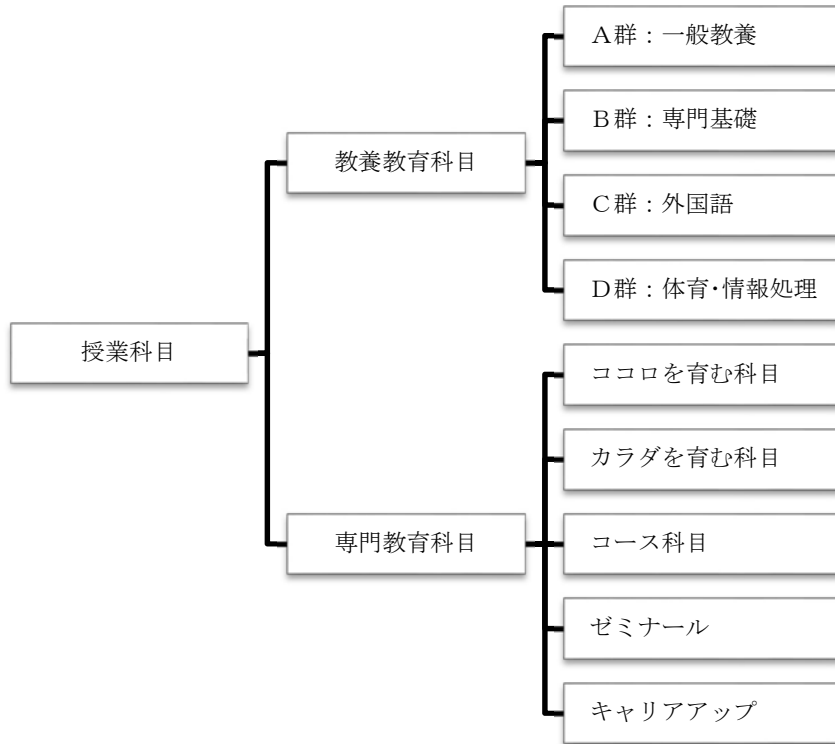 授業科目
教養教育科目
A群：一般教養
B群：専門基礎
C群：外国語
D群：体育･情報処理
専門教育科目
ココロを育む科目
カラダを育む科目
コース科目
ゼミナール
キャリアアップ